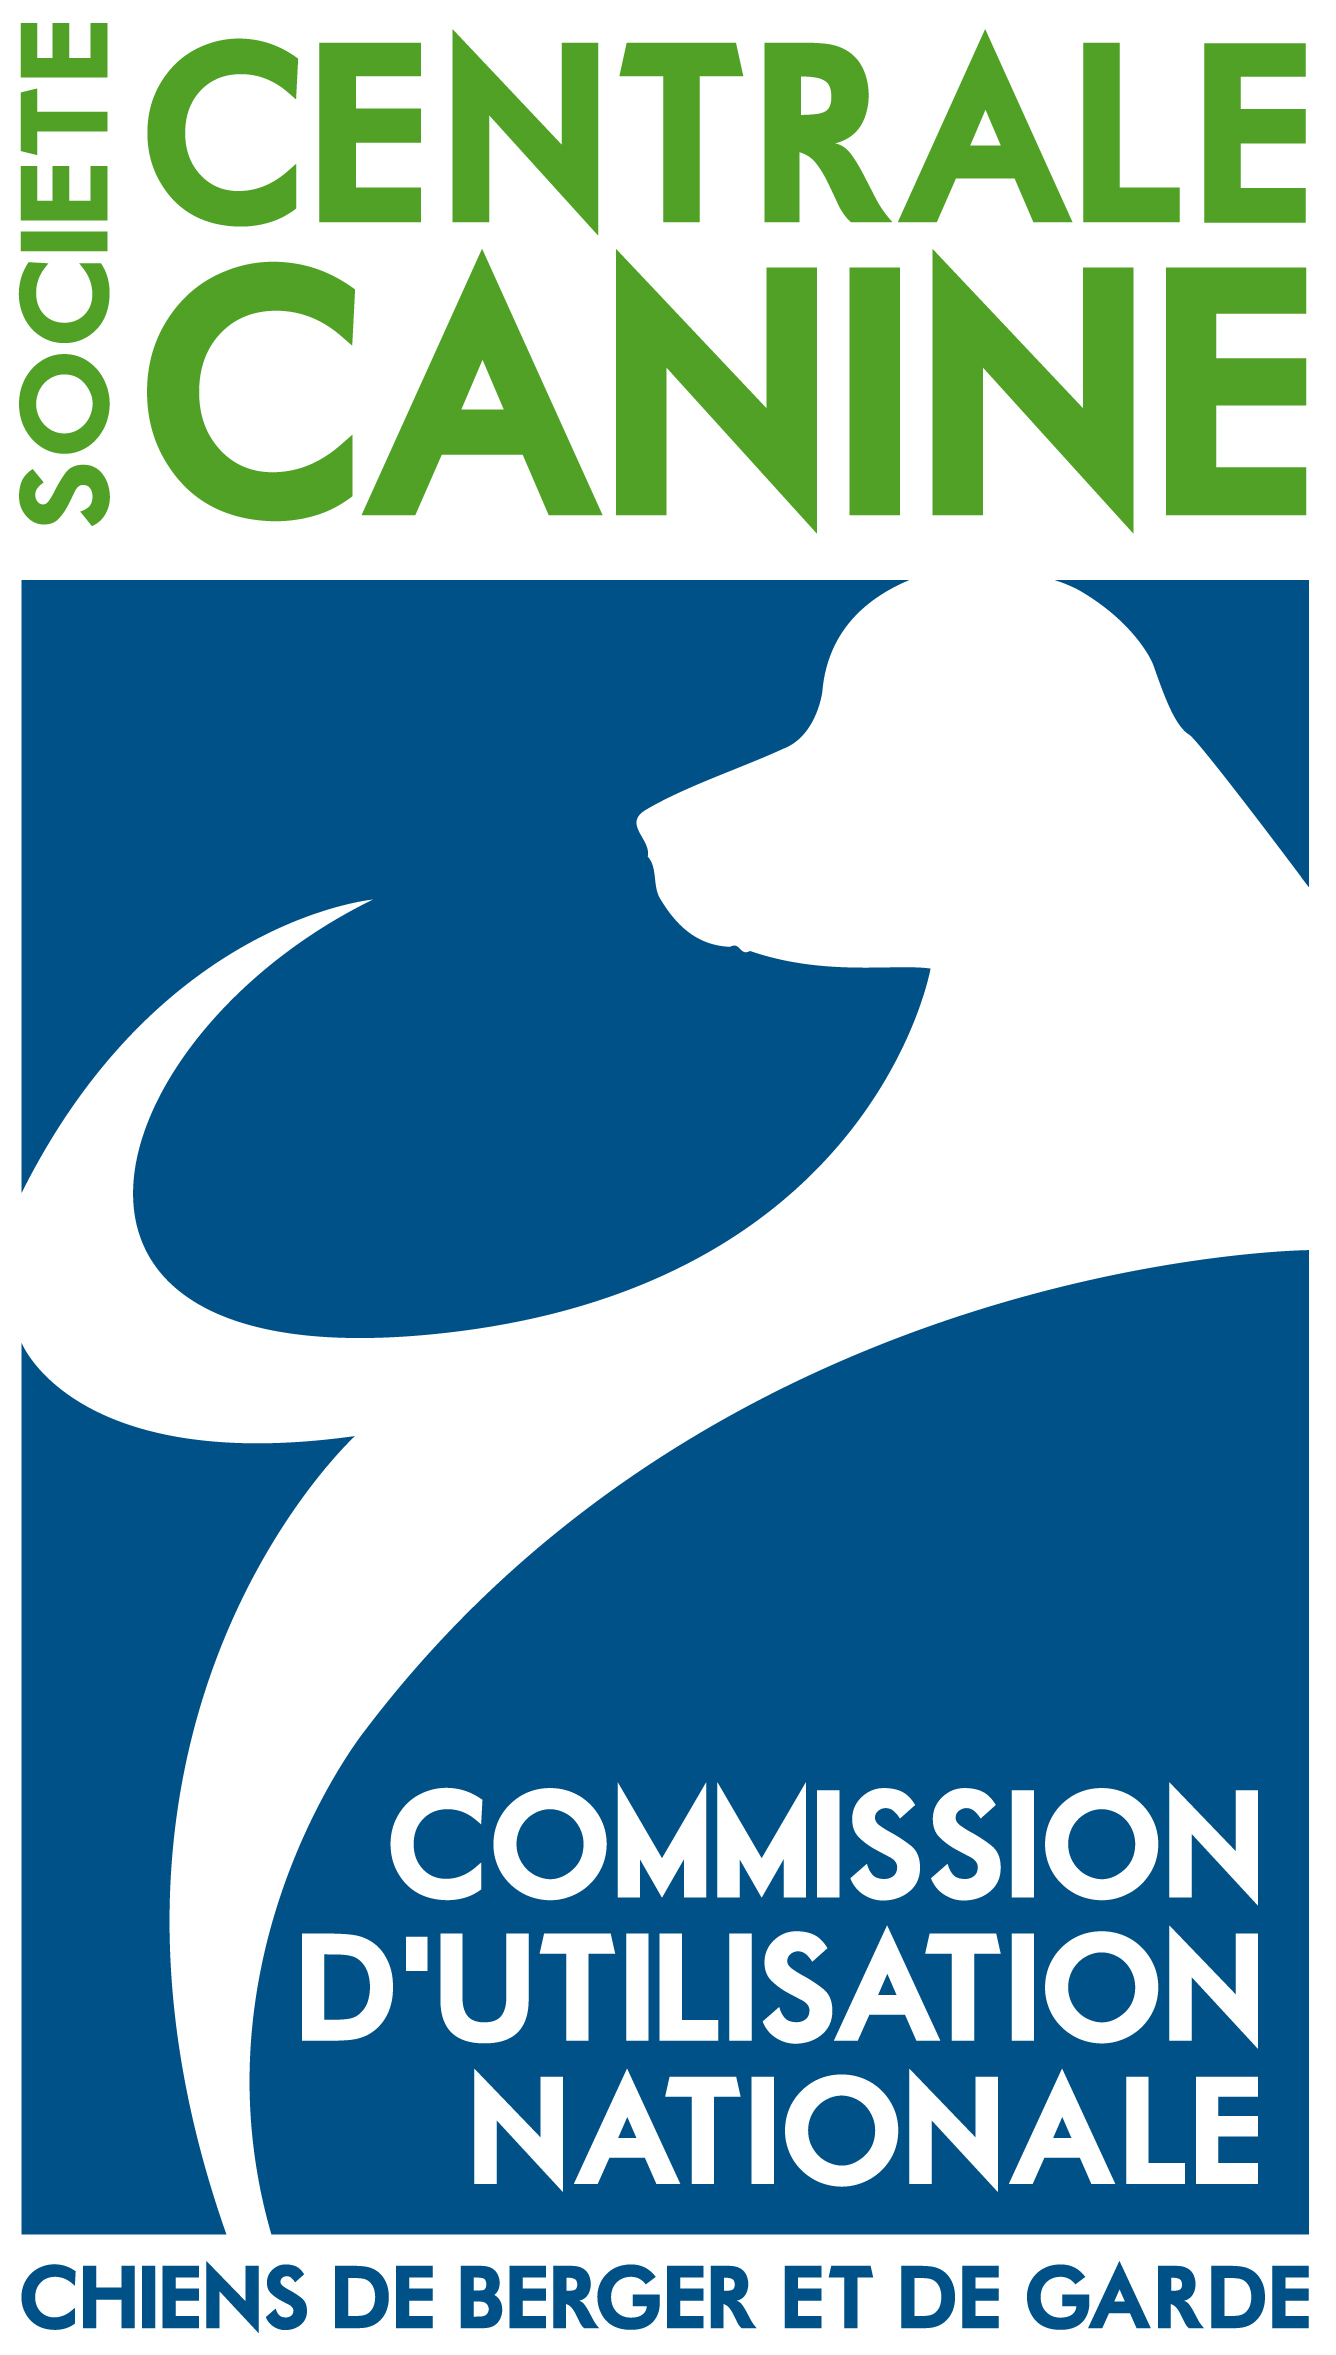 SOCIETE
CENTRALE
CANINE
COMMISSION
D'UTILISATION
NATIONALE
CHIENS DE BERGER ET DE GARDE